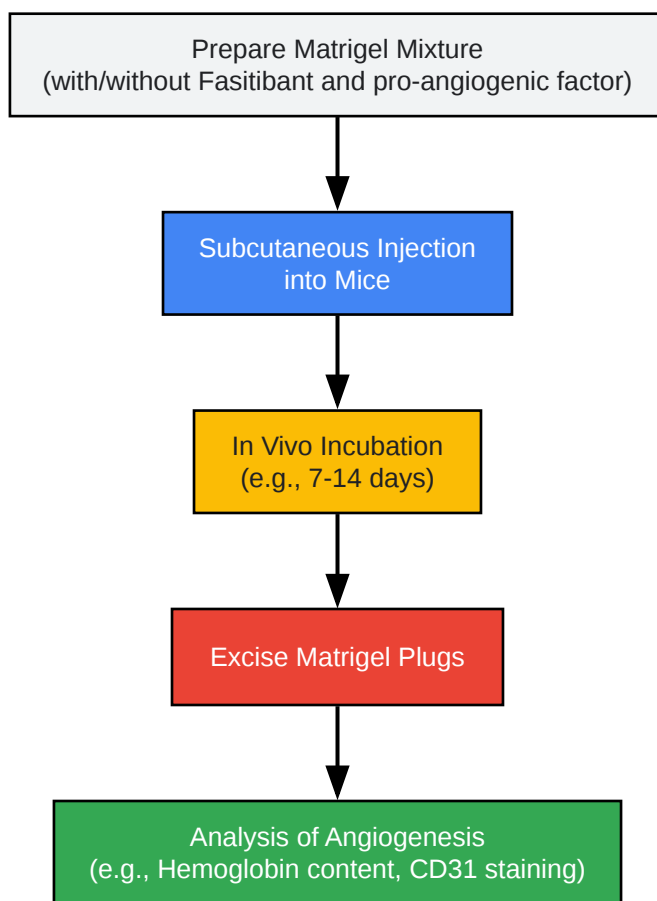 Prepare Matrigel Mixture
(with/without Fasitibant and pro-angiogenic factor)
Subcutaneous Injection
into Mice
In Vivo Incubation
(e.g., 7-14 days)
Excise Matrigel Plugs
Analysis of Angiogenesis
(e.g., Hemoglobin content, CD31 staining)